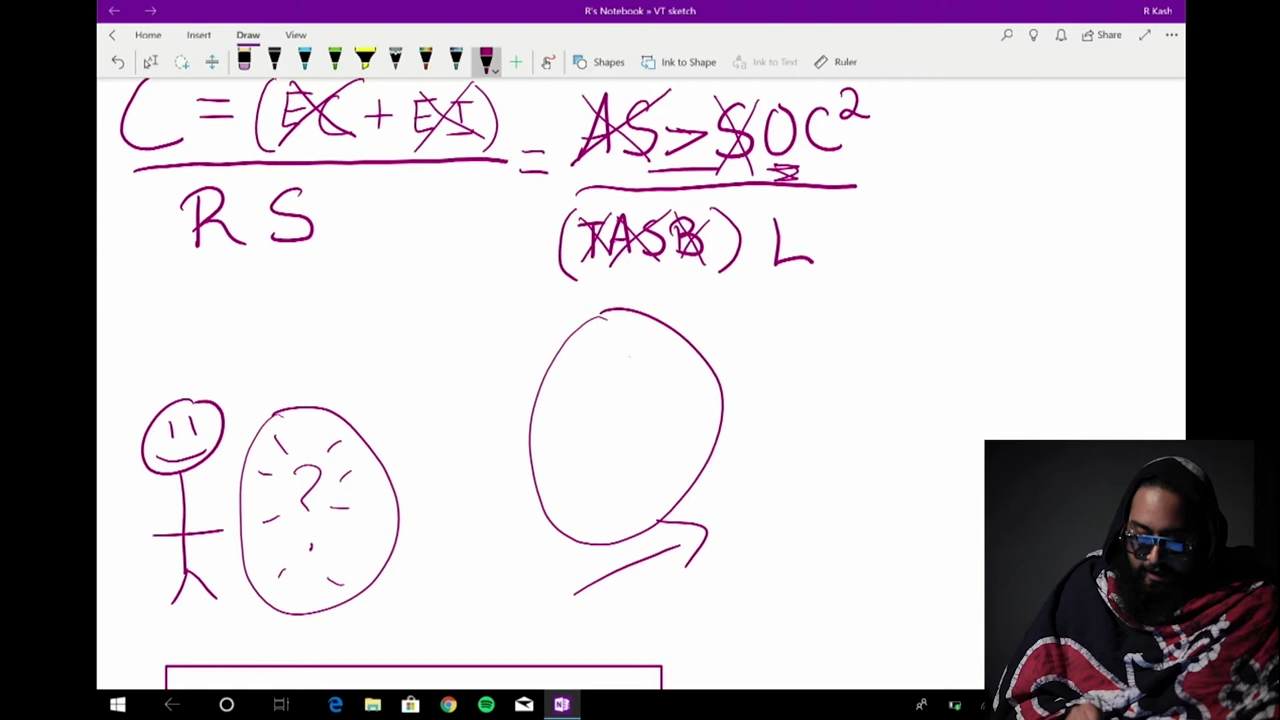 R's Notebook » VT sketch
R Kash
Home Insert Draw View
Share
Shapes Ink to Shape Ink to Text Ruler
C = (EC + EI) = AS > SOC²
RS (TASB) L
?